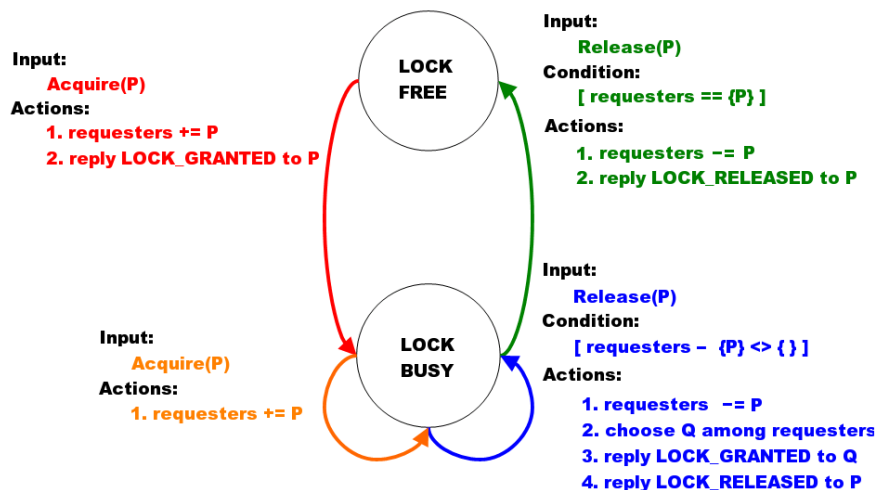 Input:
Acquire(P)
Actions:
1. requesters += P
2. reply LOCK_GRANTED to P
LOCK
FREE
Input:
Release(P)
Condition:
[ requesters == {P} ]
Actions:
1. requesters −= P
2. reply LOCK_RELEASED to P
Input:
Acquire(P)
Actions:
1. requesters += P
LOCK
BUSY
Input:
Release(P)
Condition:
[ requesters − {P} <> { } ]
Actions:
1. requesters −= P
2. choose Q among requesters
3. reply LOCK_GRANTED to Q
4. reply LOCK_RELEASED to P